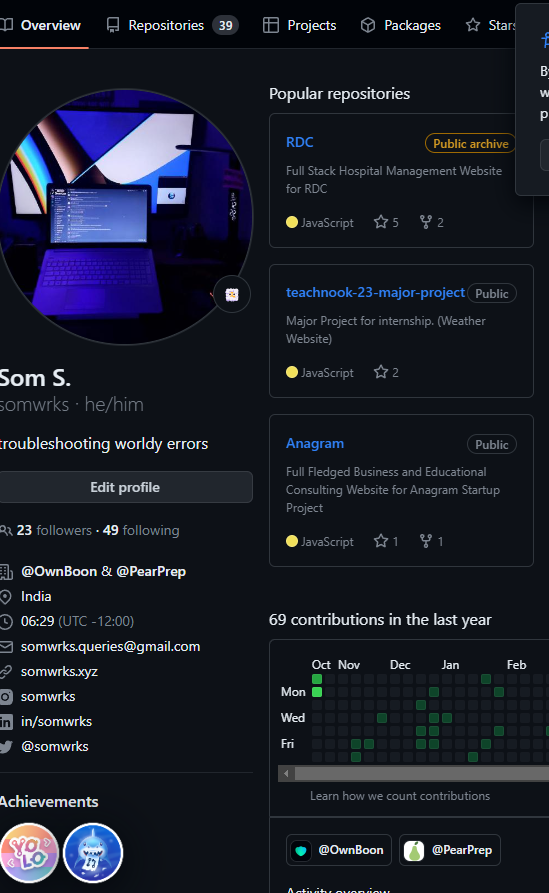 Overview
Repositories 39
Projects
Packages
Stars
Popular repositories
RDC
Public archive
Full Stack Hospital Management Website
for RDC
JavaScript 5 2
teachnook-23-major-project Public
Major Project for internship. (Weather
Website)
JavaScript 2
Anagram
Public
Full Fledged Business and Educational
Consulting Website for Anagram Startup
Project
JavaScript 1 1
Som S.
somwrks · he/him
troubleshooting worldy errors
Edit profile
23 followers · 49 following
@OwnBoon & @PearPrep
India
06:29 (UTC -12:00)
somwrks.queries@gmail.com
somwrks.xyz
somwrks
in/somwrks
@somwrks
Achievements
YOLO
69 contributions in the last year
Oct Nov Dec Jan Feb
Mon
Wed
Fri
Learn how we count contributions
@OwnBoon
@PearPrep
Activity overview